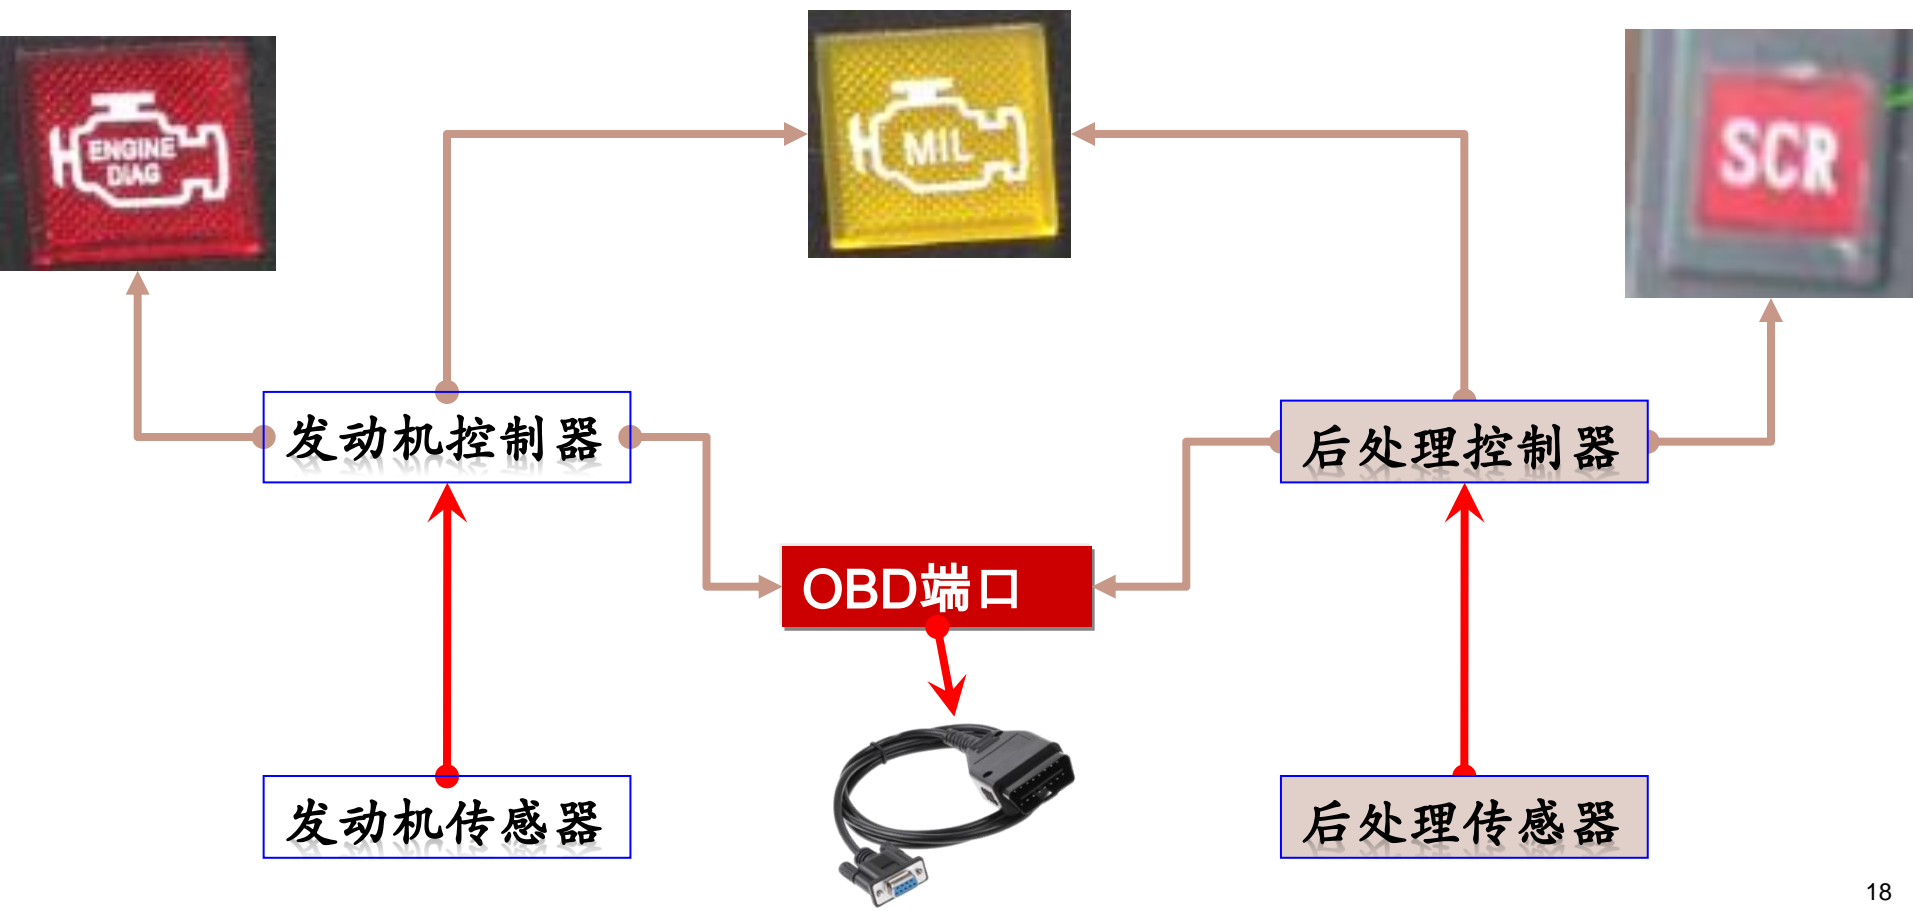 ENGINE
DIAG
MIL
SCR
发动机控制器
后处理控制器
OBD端口
发动机传感器
后处理传感器
18